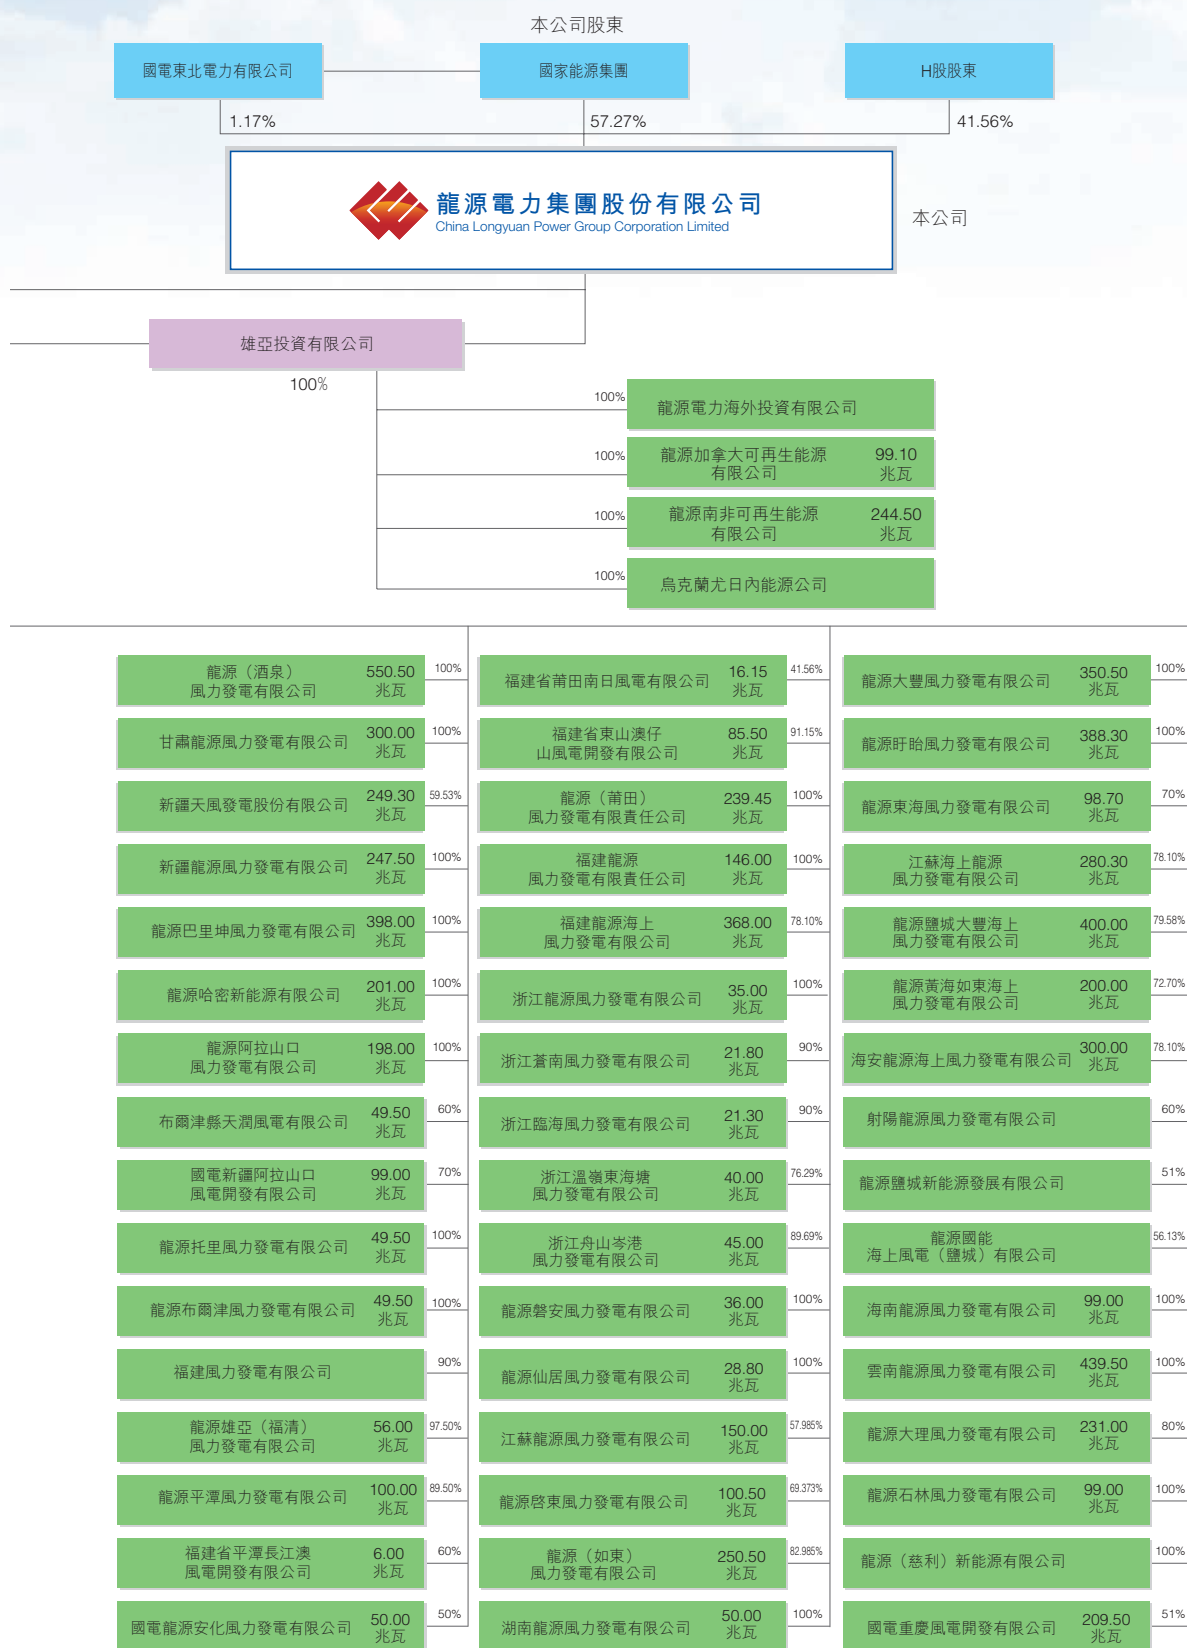 本公司股東
國電東北電力有限公司
國家能源集團
H股股東
1.17%
57.27%
41.56%
龍源電力集團股份有限公司
China Longyuan Power Group Corporation Limited
本公司
雄亞投資有限公司
100%
100%
龍源電力海外投資有限公司
100%
龍源加拿大可再生能源
有限公司
99.10
兆瓦
100%
龍源南非可再生能源
有限公司
244.50
兆瓦
100%
烏克蘭尤日內能源公司
龍源（酒泉）
風力發電有限公司
550.50
兆瓦
100%
甘肅龍源風力發電有限公司
300.00
兆瓦
100%
新疆天風發電股份有限公司
249.30
兆瓦
59.53%
新疆龍源風力發電有限公司
247.50
兆瓦
100%
龍源巴里坤風力發電有限公司
398.00
兆瓦
100%
龍源哈密新能源有限公司
201.00
兆瓦
100%
龍源阿拉山口
風力發電有限公司
198.00
兆瓦
100%
布爾津縣天潤風電有限公司
49.50
兆瓦
60%
國電新疆阿拉山口
風電開發有限公司
99.00
兆瓦
70%
龍源托里風力發電有限公司
49.50
兆瓦
100%
龍源布爾津風力發電有限公司
49.50
兆瓦
100%
福建風力發電有限公司
90%
龍源雄亞（福清）
風力發電有限公司
56.00
兆瓦
97.50%
龍源平潭風力發電有限公司
100.00
兆瓦
89.50%
福建省平潭長江澳
風電開發有限公司
6.00
兆瓦
60%
國電龍源安化風力發電有限公司
50.00
兆瓦
50%
福建省莆田南日風電有限公司
16.15
兆瓦
41.56%
福建省東山澳仔
山風電開發有限公司
85.50
兆瓦
91.15%
龍源（莆田）
風力發電有限責任公司
239.45
兆瓦
100%
福建龍源
風力發電有限責任公司
146.00
兆瓦
100%
福建龍源海上
風力發電有限公司
368.00
兆瓦
78.10%
浙江龍源風力發電有限公司
35.00
兆瓦
100%
浙江蒼南風力發電有限公司
21.80
兆瓦
90%
浙江臨海風力發電有限公司
21.30
兆瓦
90%
浙江溫嶺東海塘
風力發電有限公司
40.00
兆瓦
76.29%
浙江舟山岑港
風力發電有限公司
45.00
兆瓦
89.69%
龍源磐安風力發電有限公司
36.00
兆瓦
100%
龍源仙居風力發電有限公司
28.80
兆瓦
100%
江蘇龍源風力發電有限公司
150.00
兆瓦
57.985%
龍源啓東風力發電有限公司
100.50
兆瓦
69.373%
龍源（如東）
風力發電有限公司
250.50
兆瓦
82.985%
湖南龍源風力發電有限公司
50.00
兆瓦
100%
龍源大豐風力發電有限公司
350.50
兆瓦
100%
龍源盱眙風力發電有限公司
388.30
兆瓦
100%
龍源東海風力發電有限公司
98.70
兆瓦
70%
江蘇海上龍源
風力發電有限公司
280.30
兆瓦
78.10%
龍源鹽城大豐海上
風力發電有限公司
400.00
兆瓦
79.58%
龍源黃海如東海上
風力發電有限公司
200.00
兆瓦
72.70%
海安龍源海上風力發電有限公司
300.00
兆瓦
78.10%
射陽龍源風力發電有限公司
60%
龍源鹽城新能源發展有限公司
51%
龍源國能
海上風電（鹽城）有限公司
56.13%
海南龍源風力發電有限公司
99.00
兆瓦
100%
雲南龍源風力發電有限公司
439.50
兆瓦
100%
龍源大理風力發電有限公司
231.00
兆瓦
80%
龍源石林風力發電有限公司
99.00
兆瓦
100%
龍源（慈利）新能源有限公司
100%
國電重慶風電開發有限公司
209.50
兆瓦
51%